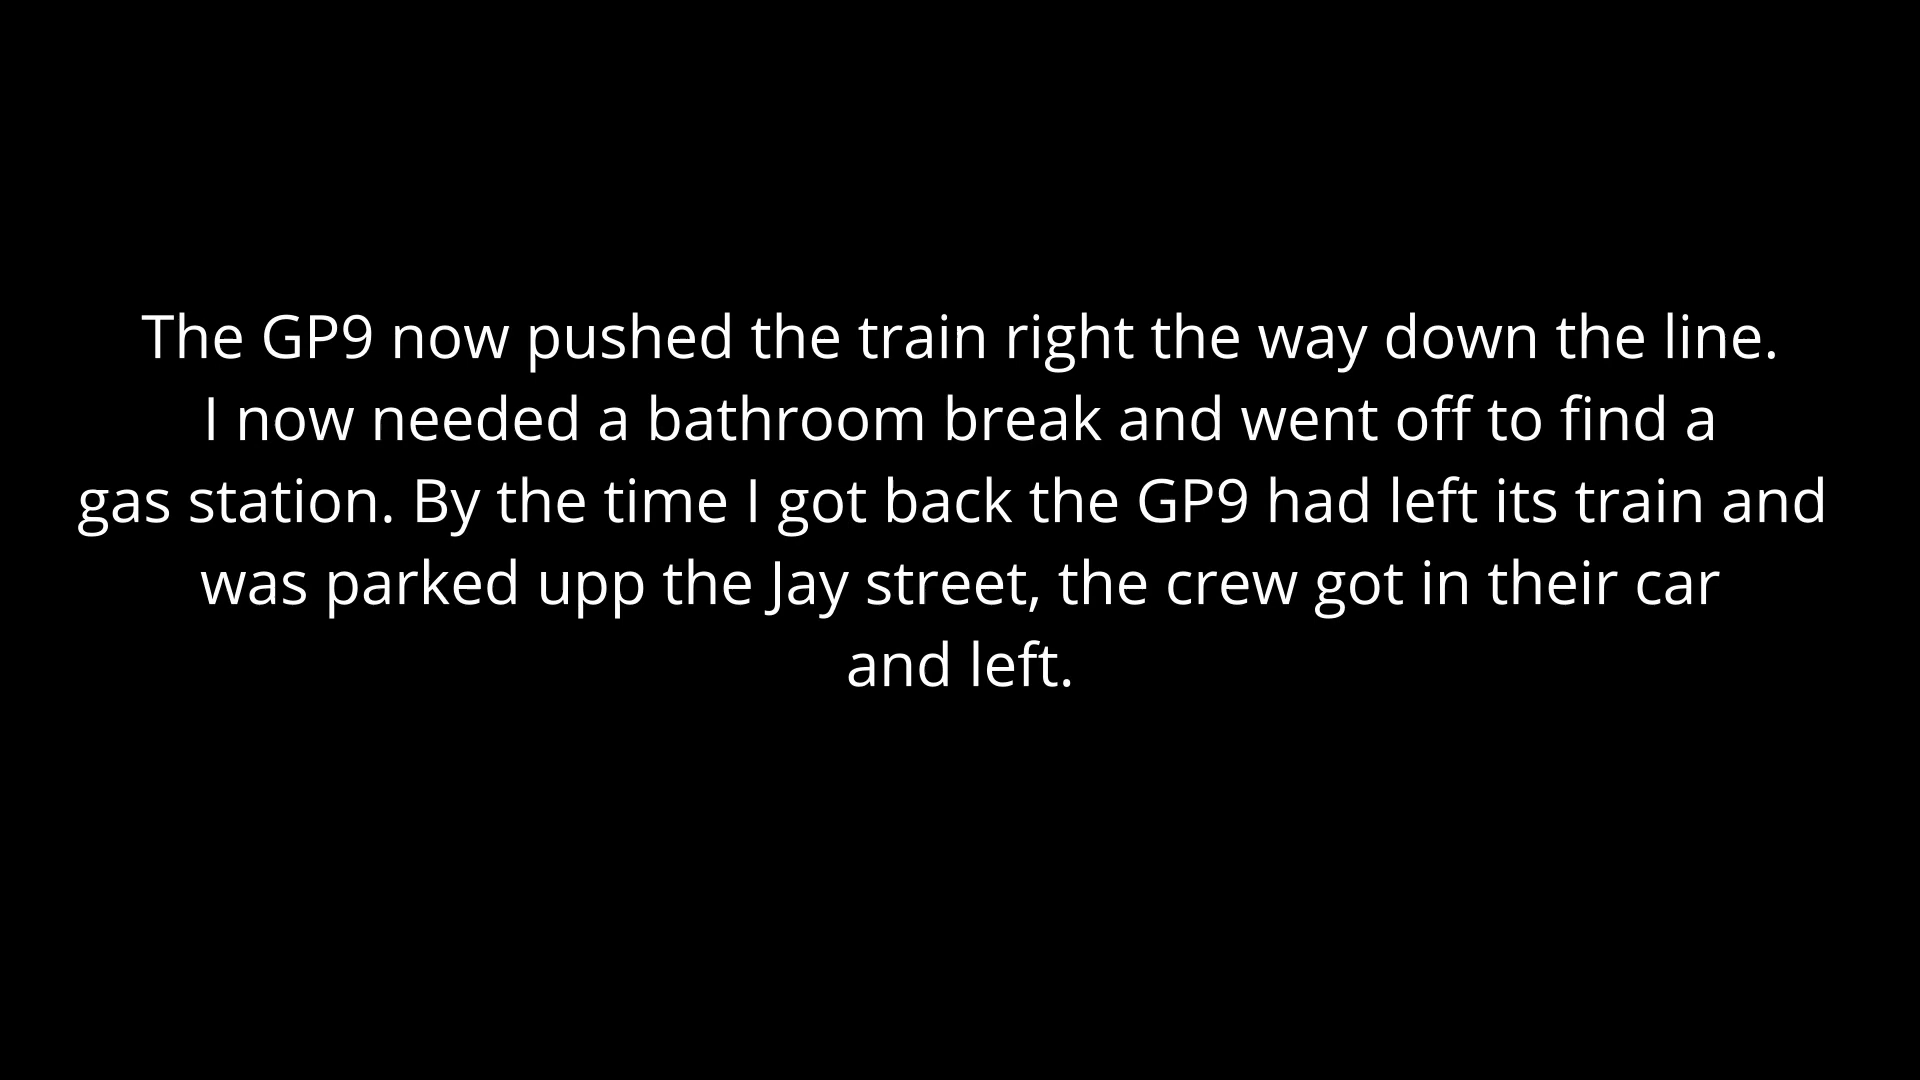 The GP9 now pushed the train right the way down the line.
I now needed a bathroom break and went off to find a
gas station. By the time I got back the GP9 had left its train and
was parked upp the Jay street, the crew got in their car
and left.